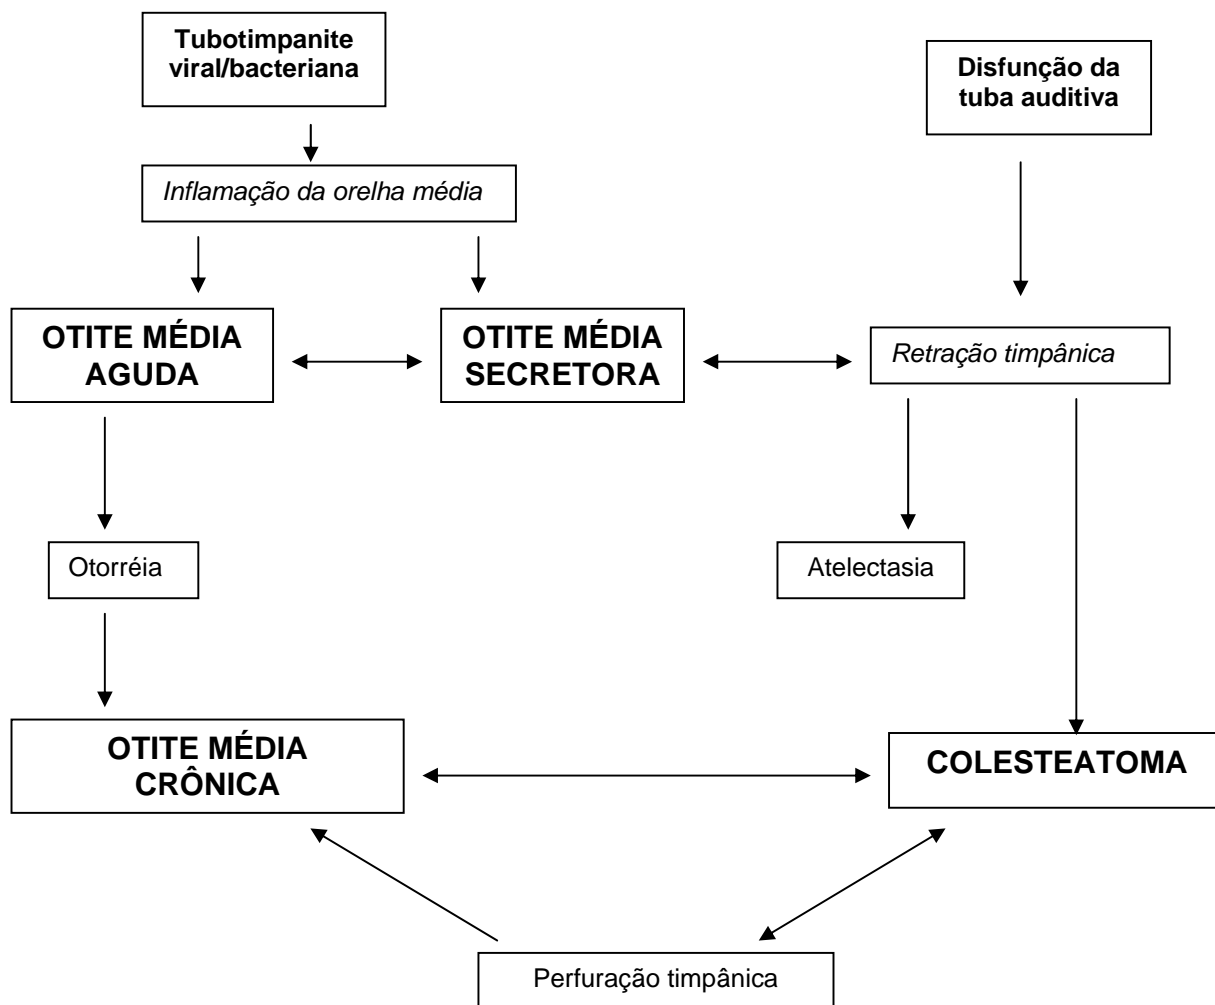 Tubotimpanite
viral/bacteriana
Disfunção da
tuba auditiva
Inflamação da orelha média
OTITE MÉDIA
AGUDA
OTITE MÉDIA
SECRETORA
Retração timpânica
Otorréia
Atelectasia
OTITE MÉDIA
CRÔNICA
COLESTEATOMA
Perfuração timpânica